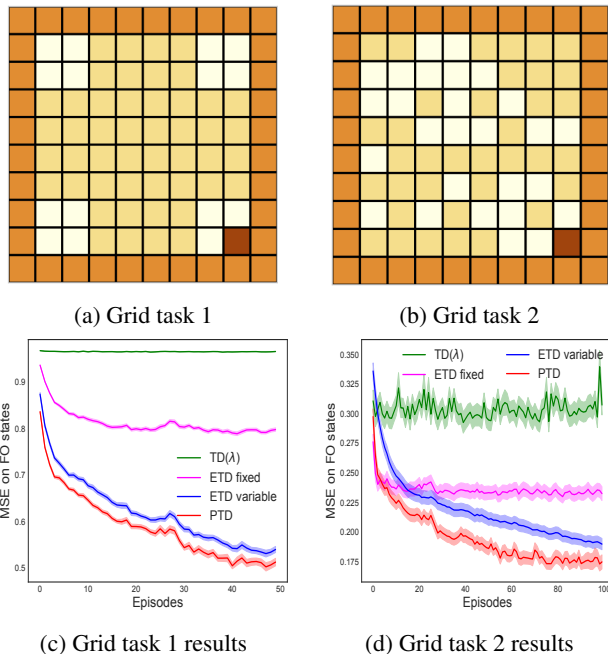 (a) Grid task 1
(b) Grid task 2
MSE on FO states
0.9
0.8
0.7
0.6
0.5
TD(λ)
ETD fixed
ETD variable
PTD
0 10 20 30 40 50
Episodes
(c) Grid task 1 results
MSE on FO states
0.350
0.325
0.300
0.275
0.250
0.225
0.200
0.175
TD(λ) ETD variable
ETD fixed PTD
0 20 40 60 80 100
Episodes
(d) Grid task 2 results